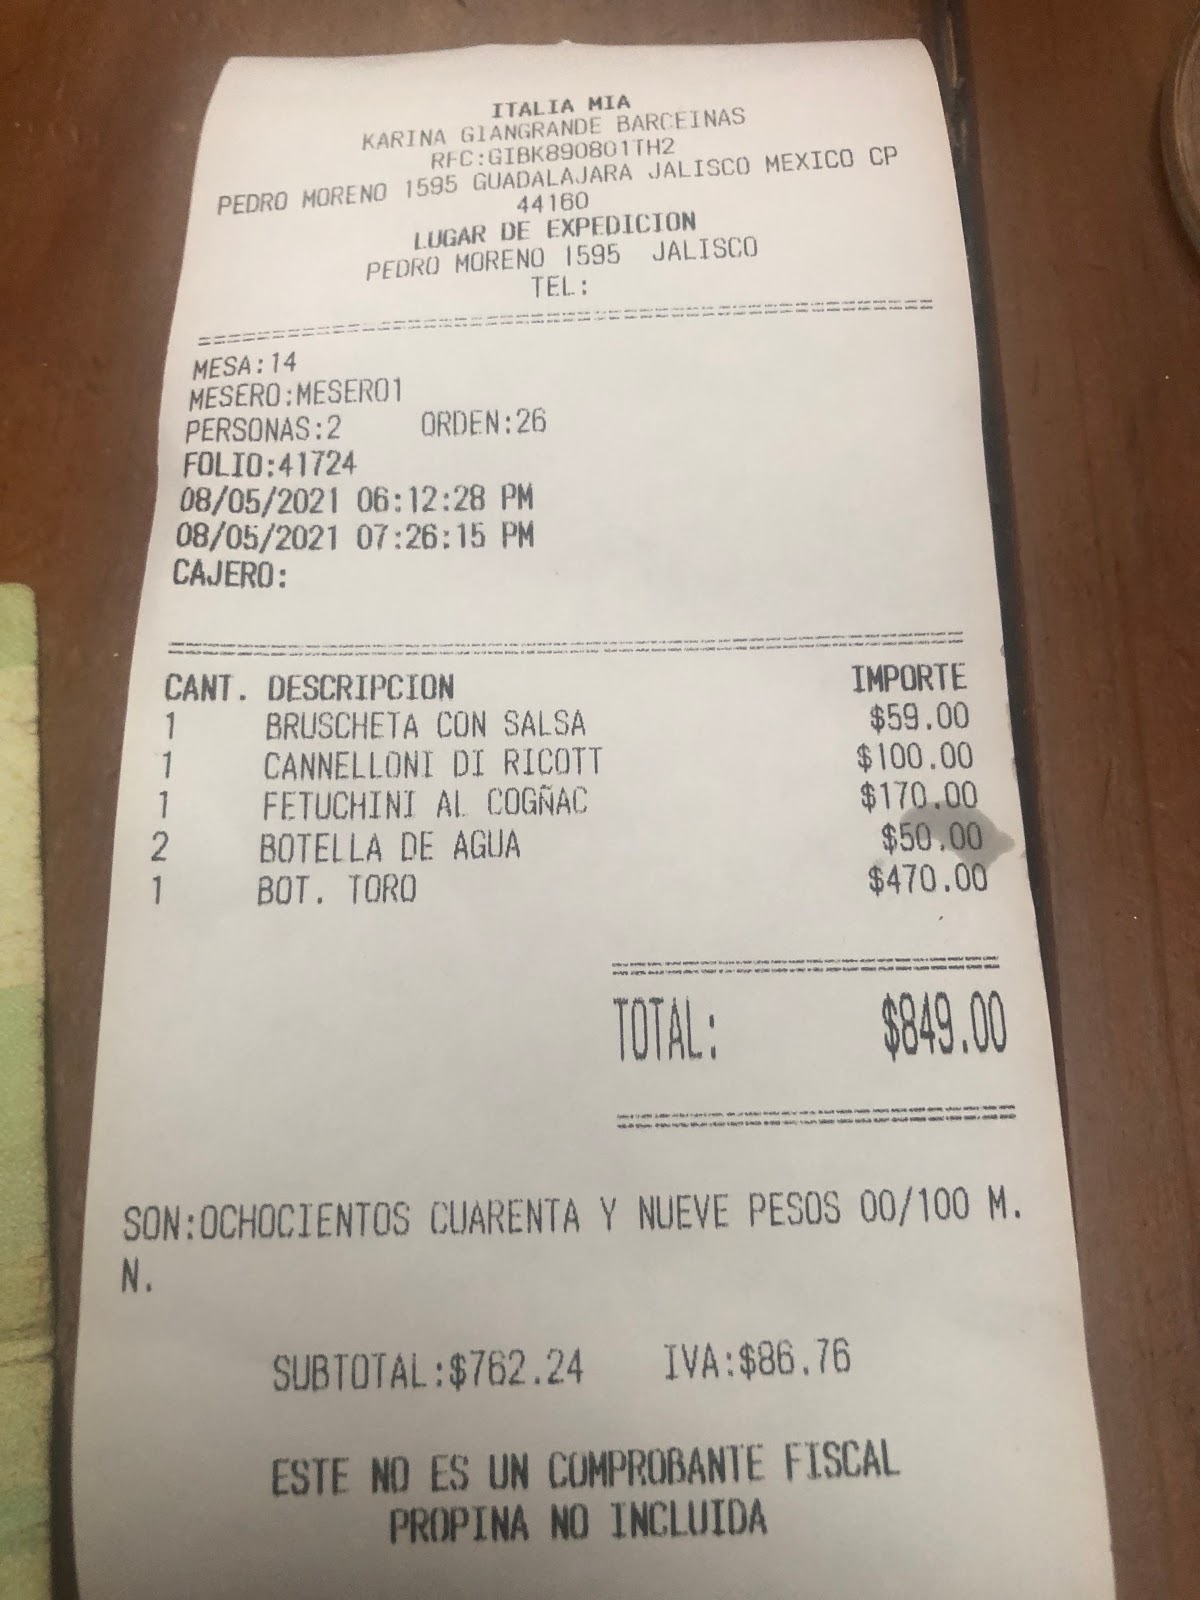 ITALIA MIA
KARINA GIANGRANDE BARCEINAS
RFC:GIBK890801TH2
PEDRO MORENO 1595 GUADALAJARA JALISCO MEXICO CP
44160
LUGAR DE EXPEDICION
PEDRO MORENO 1595 JALISCO
TEL:
MESA:14
MESERO:MESERO1
PERSONAS:2 ORDEN:26
FOLIO:41724
08/05/2021 06:12:28 PM
08/05/2021 07:26:15 PM
CAJERO:
CANT. DESCRIPCION IMPORTE
1 BRUSCHETA CON SALSA $59.00
1 CANNELLONI DI RICOTT $100.00
1 FETUCHINI AL COGÑAC $170.00
2 BOTELLA DE AGUA $50.00
1 BOT. TORO $470.00
TOTAL: $849.00
SON:OCHOCIENTOS CUARENTA Y NUEVE PESOS 00/100 M.
N.
SUBTOTAL:$762.24 IVA:$86.76
ESTE NO ES UN COMPROBANTE FISCAL
PROPINA NO INCLUIDA